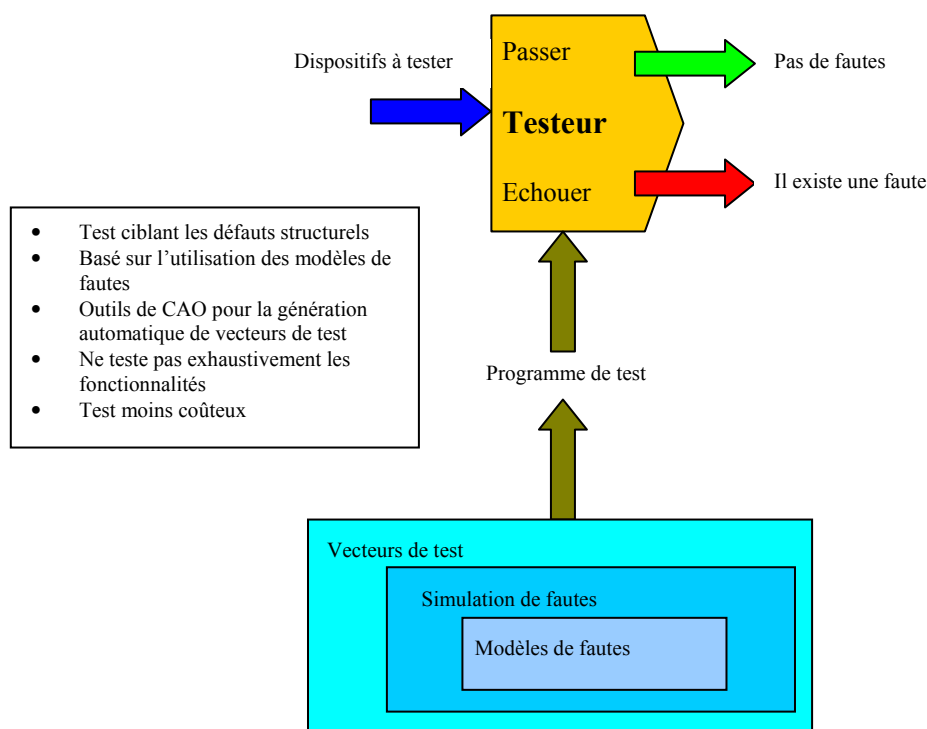 Passer
Dispositifs à tester
Pas de fautes
Testeur
Echouer
Il existe une faute
• Test ciblant les défauts structurels
• Basé sur l’utilisation des modèles de
fautes
• Outils de CAO pour la génération
automatique de vecteurs de test
• Ne teste pas exhaustivement les
fonctionnalités
• Test moins coûteux
Programme de test
Vecteurs de test
Simulation de fautes
Modèles de fautes